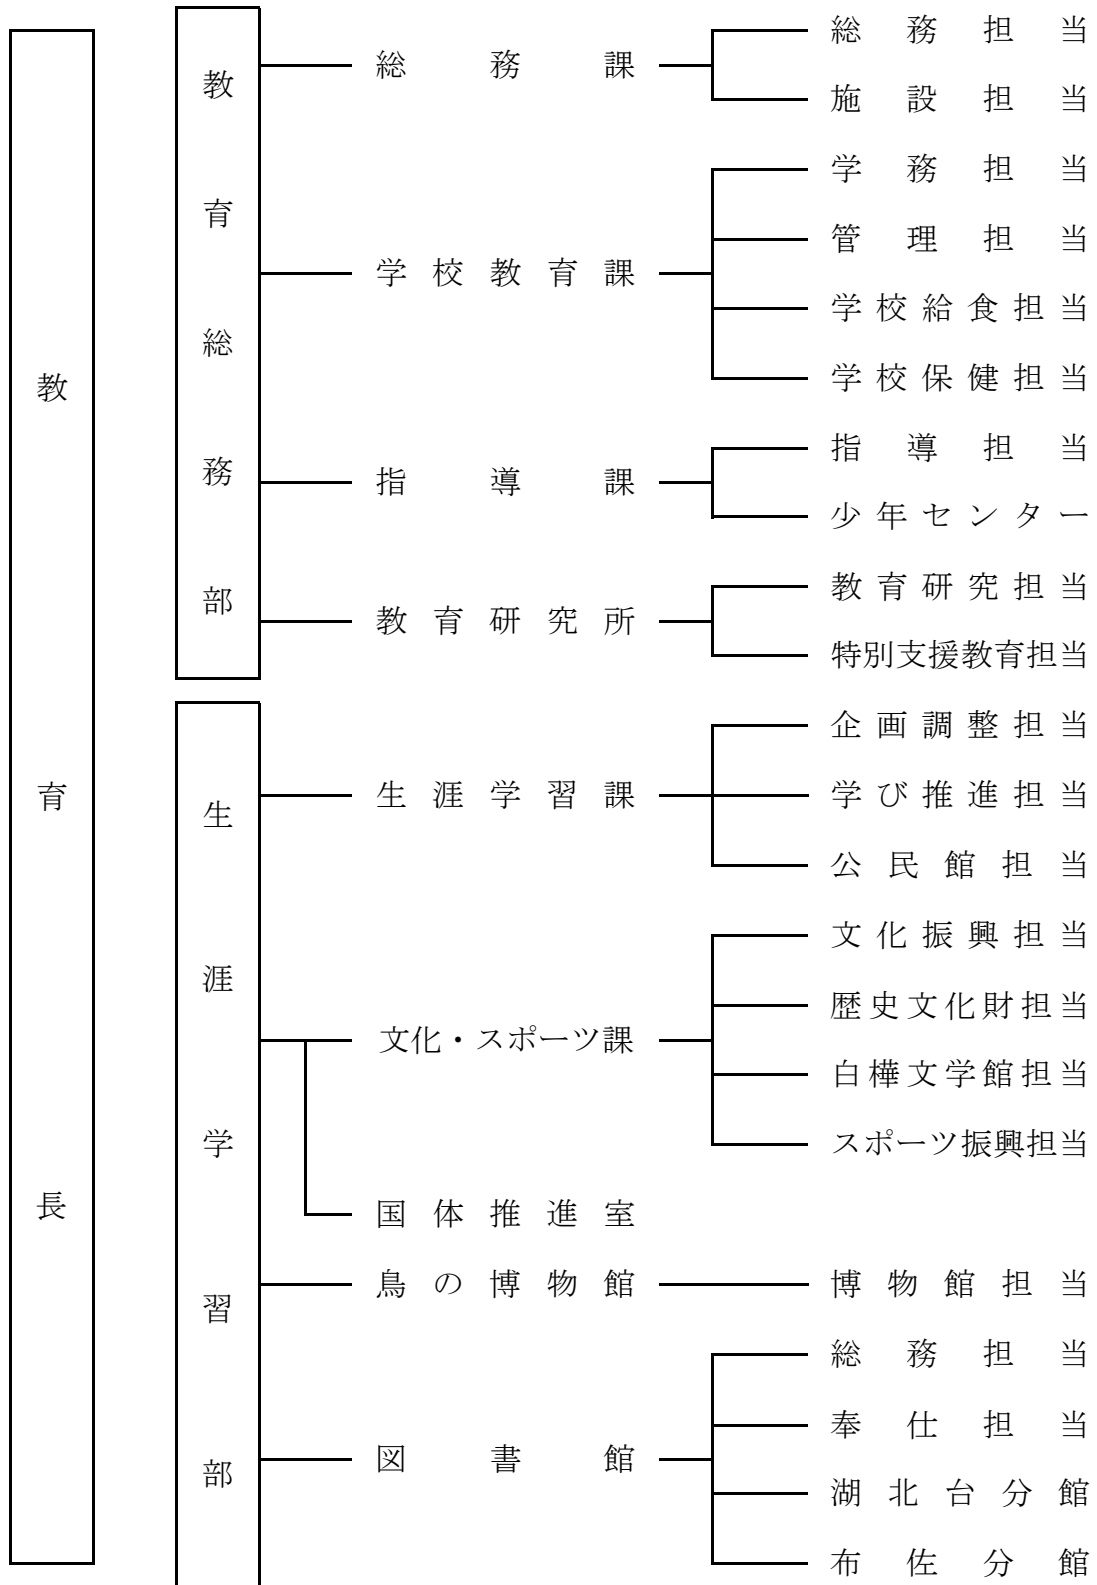 教育長
教育総務部
総務課
総務担当
施設担当
学校教育課
学務担当
管理担当
学校給食担当
学校保健担当
指導課
指導担当
少年センター
教育研究所
教育研究担当
特別支援教育担当
生涯学習部
生涯学習課
企画調整担当
学び推進担当
公民館担当
文化・スポーツ課
文化振興担当
歴史文化財担当
白樺文学館担当
スポーツ振興担当
国体推進室
鳥の博物館
博物館担当
図書館
総務担当
奉仕担当
湖北台分館
布佐分館